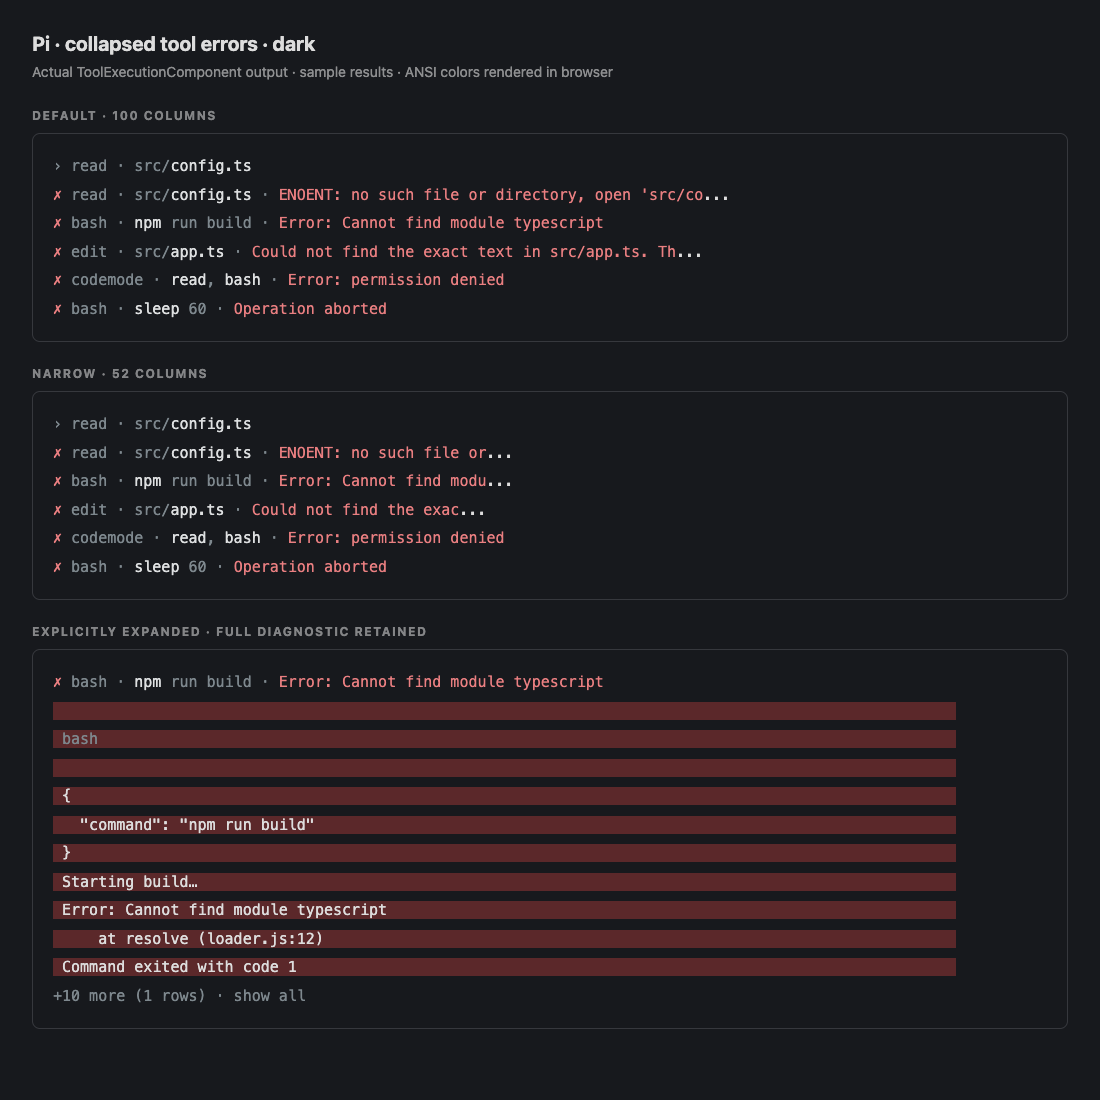 Pi · collapsed tool errors · dark
Actual ToolExecutionComponent output · sample results · ANSI colors rendered in browser
DEFAULT · 100 COLUMNS
› read · src/config.ts
✗ read · src/config.ts · ENOENT: no such file or directory, open 'src/co...
✗ bash · npm run build · Error: Cannot find module typescript
✗ edit · src/app.ts · Could not find the exact text in src/app.ts. Th...
✗ codemode · read, bash · Error: permission denied
✗ bash · sleep 60 · Operation aborted
NARROW · 52 COLUMNS
› read · src/config.ts
✗ read · src/config.ts · ENOENT: no such file or...
✗ bash · npm run build · Error: Cannot find modu...
✗ edit · src/app.ts · Could not find the exac...
✗ codemode · read, bash · Error: permission denied
✗ bash · sleep 60 · Operation aborted
EXPLICITLY EXPANDED · FULL DIAGNOSTIC RETAINED
✗ bash · npm run build · Error: Cannot find module typescript
bash
{
"command": "npm run build"
}
Starting build…
Error: Cannot find module typescript
at resolve (loader.js:12)
Command exited with code 1
+10 more (1 rows) · show all